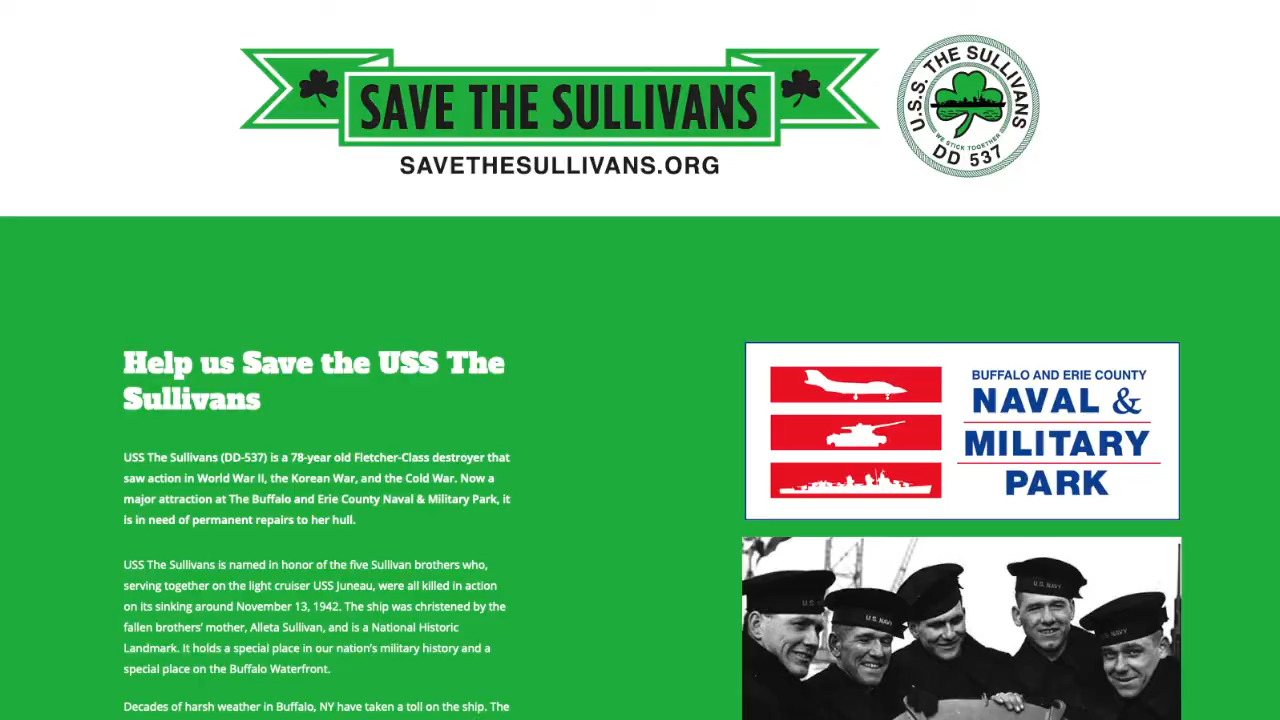 SAVE THE SULLIVANS
SAVETHESULLIVANS.ORG
U.S.S. THE SULLIVANS
WE STICK TOGETHER
DD 537
Help us Save the USS The
Sullivans
USS The Sullivans (DD-537) is a 78-year old Fletcher-Class destroyer that
saw action in World War II, the Korean War, and the Cold War. Now a
major attraction at The Buffalo and Erie County Naval & Military Park, it
is in need of permanent repairs to her hull.
USS The Sullivans is named in honor of the five Sullivan brothers who,
serving together on the light cruiser USS Juneau, were all killed in action
on its sinking around November 13, 1942. The ship was christened by the
fallen brothers' mother, Alleta Sullivan, and is a National Historic
Landmark. It holds a special place in our nation's military history and a
special place on the Buffalo Waterfront.
Decades of harsh weather in Buffalo, NY have taken a toll on the ship. The
BUFFALO AND ERIE COUNTY
NAVAL &
MILITARY
PARK
U.S.
U.S. NAVY
U.S. NAVY
NAVY